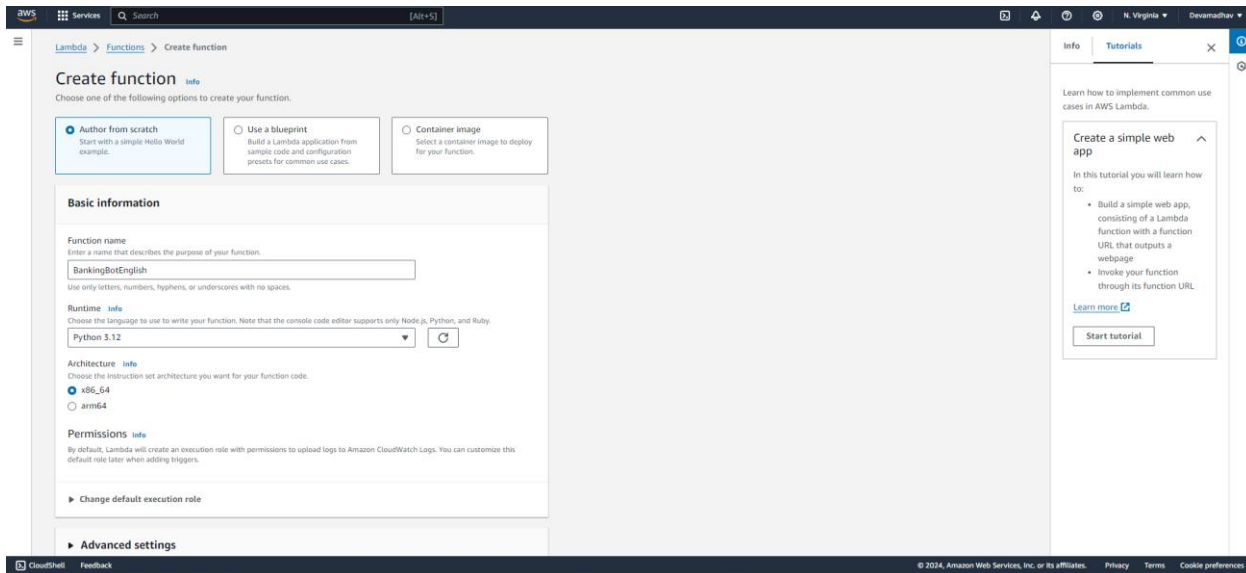 aws
Services
Search
[Alt+S]
N. Virginia
Devamadhav
Lambda > Functions > Create function
Create function Info
Choose one of the following options to create your function.
Author from scratch
Start with a simple Hello World
example.
Use a blueprint
Build a Lambda application from
sample code and configuration
presets for common use cases.
Container image
Select a container image to deploy
for your function.
Basic information
Function name
Enter a name that describes the purpose of your function.
BankingBotEnglish
Use only letters, numbers, hyphens, or underscores with no spaces.
Runtime Info
Choose the language to use to write your function. Note that the console code editor supports only Node.js, Python, and Ruby.
Python 3.12
Architecture Info
Choose the instruction set architecture you want for your function code.
x86_64
arm64
Permissions Info
By default, Lambda will create an execution role with permissions to upload logs to Amazon CloudWatch Logs. You can customize this
default role later when adding triggers.
Change default execution role
Advanced settings
Info
Tutorials
Learn how to implement common use
cases in AWS Lambda.
Create a simple web
app
In this tutorial you will learn how
to:
• Build a simple web app,
consisting of a Lambda
function with a function
URL that outputs a
webpage
• Invoke your function
through its function URL
Learn more
Start tutorial
CloudShell
Feedback
© 2024, Amazon Web Services, Inc. or its affiliates.
Privacy
Terms
Cookie preferences